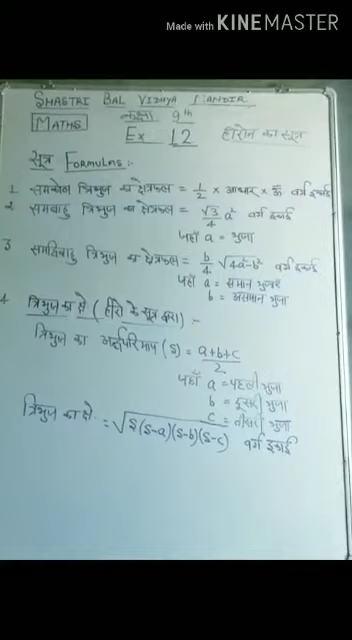 Made with KINEMASTER
SHASTRI BAL VIDHYA MANDIR
MATHS कक्षा 9th
Ex 12 हीरोन का सूत्र
सूत्र FORMULAS:-
1 समकोण त्रिभुज का क्षेत्रफल = 1/2 × आधार × ऊँ वर्ग इकाई
2 समबाहु त्रिभुज का क्षेत्रफल = √3/4 a² वर्ग इकाई
जहाँ a = भुजा
3 समद्विबाहु त्रिभुज का क्षेत्रफल = b/4 √4a²-b² वर्ग इकाई
जहाँ a = समान भुजाएँ
b = असमान भुजा
4 त्रिभुज का क्षे (हीरो के सूत्र द्वारा) :-
त्रिभुज का अर्द्धपरिमाप (s) = a+b+c/2
जहाँ a = पहली भुजा
b = दूसरी भुजा
c = तीसरी भुजा
त्रिभुज का क्षे. = √s(s-a)(s-b)(s-c) वर्ग इकाई